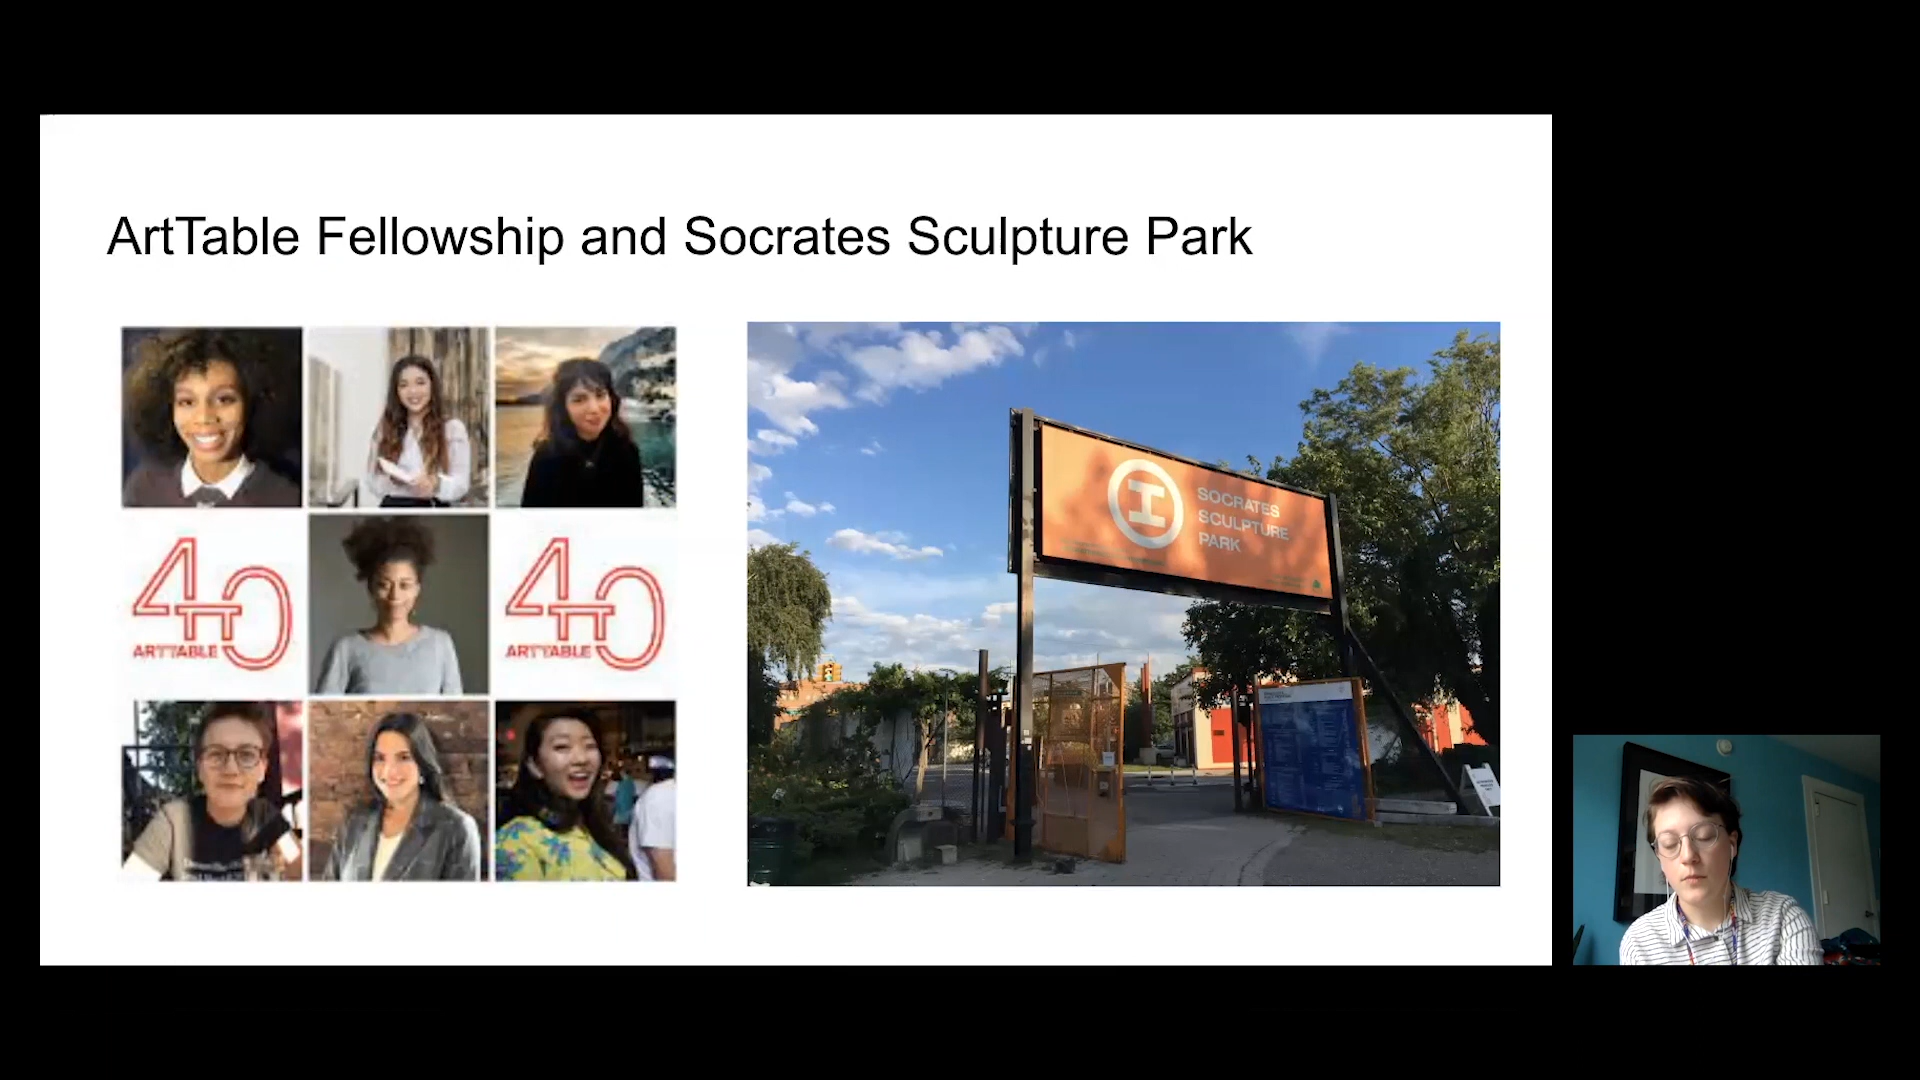 ArtTable Fellowship and Socrates Sculpture Park
40
ARTTABLE
40
ARTTABLE
SOCRATES
SCULPTURE
PARK